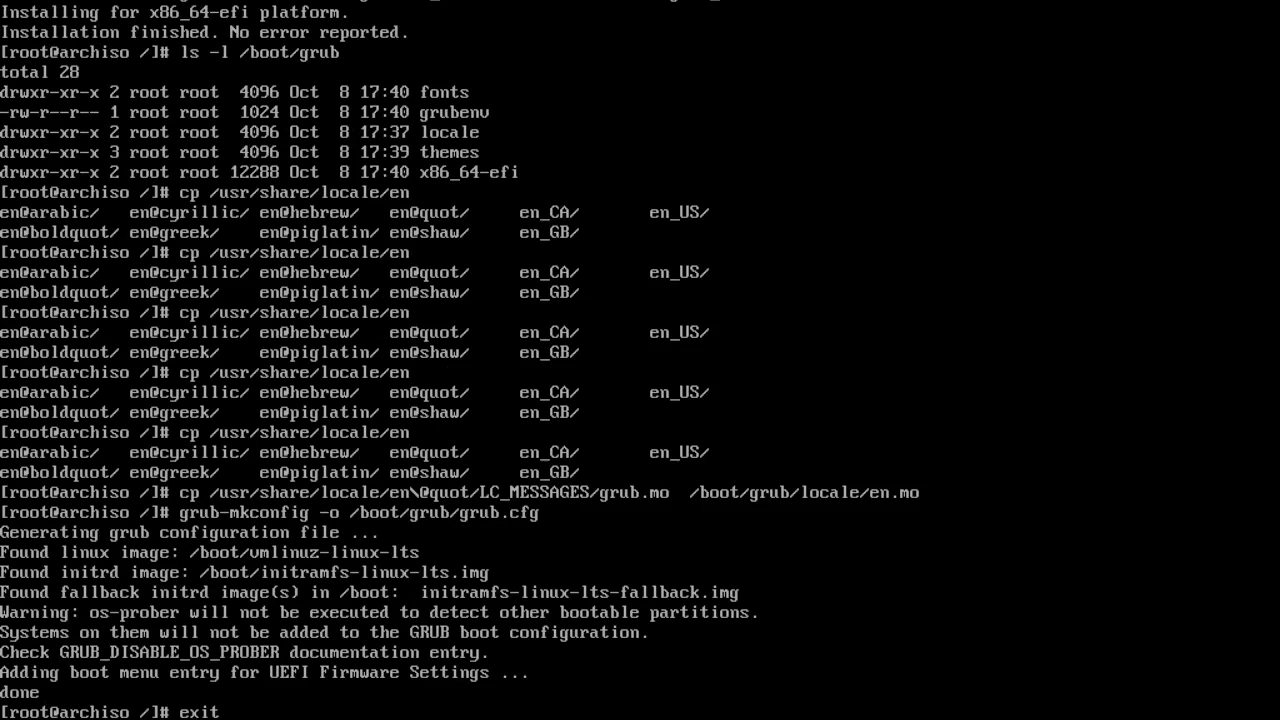 Installing for x86_64-efi platform.
Installation finished. No error reported.
[root@archiso /]# ls -l /boot/grub
total 28
drwxr-xr-x 2 root root  4096 Oct  8 17:40 fonts
-rw-r--r-- 1 root root  1024 Oct  8 17:40 grubenv
drwxr-xr-x 2 root root  4096 Oct  8 17:37 locale
drwxr-xr-x 3 root root  4096 Oct  8 17:39 themes
drwxr-xr-x 2 root root 12288 Oct  8 17:40 x86_64-efi
[root@archiso /]# cp /usr/share/locale/en
en@arabic/   en@cyrillic/ en@hebrew/   en@quot/     en_CA/       en_US/
en@boldquot/ en@greek/    en@piglatin/ en@shaw/     en_GB/
[root@archiso /]# cp /usr/share/locale/en
en@arabic/   en@cyrillic/ en@hebrew/   en@quot/     en_CA/       en_US/
en@boldquot/ en@greek/    en@piglatin/ en@shaw/     en_GB/
[root@archiso /]# cp /usr/share/locale/en
en@arabic/   en@cyrillic/ en@hebrew/   en@quot/     en_CA/       en_US/
en@boldquot/ en@greek/    en@piglatin/ en@shaw/     en_GB/
[root@archiso /]# cp /usr/share/locale/en
en@arabic/   en@cyrillic/ en@hebrew/   en@quot/     en_CA/       en_US/
en@boldquot/ en@greek/    en@piglatin/ en@shaw/     en_GB/
[root@archiso /]# cp /usr/share/locale/en
en@arabic/   en@cyrillic/ en@hebrew/   en@quot/     en_CA/       en_US/
en@boldquot/ en@greek/    en@piglatin/ en@shaw/     en_GB/
[root@archiso /]# cp /usr/share/locale/en\@quot/LC_MESSAGES/grub.mo  /boot/grub/locale/en.mo
[root@archiso /]# grub-mkconfig -o /boot/grub/grub.cfg
Generating grub configuration file ...
Found linux image: /boot/vmlinuz-linux-lts
Found initrd image: /boot/initramfs-linux-lts.img
Found fallback initrd image(s) in /boot:  initramfs-linux-lts-fallback.img
Warning: os-prober will not be executed to detect other bootable partitions.
Systems on them will not be added to the GRUB boot configuration.
Check GRUB_DISABLE_OS_PROBER documentation entry.
Adding boot menu entry for UEFI Firmware Settings ...
done
[root@archiso /]# exit